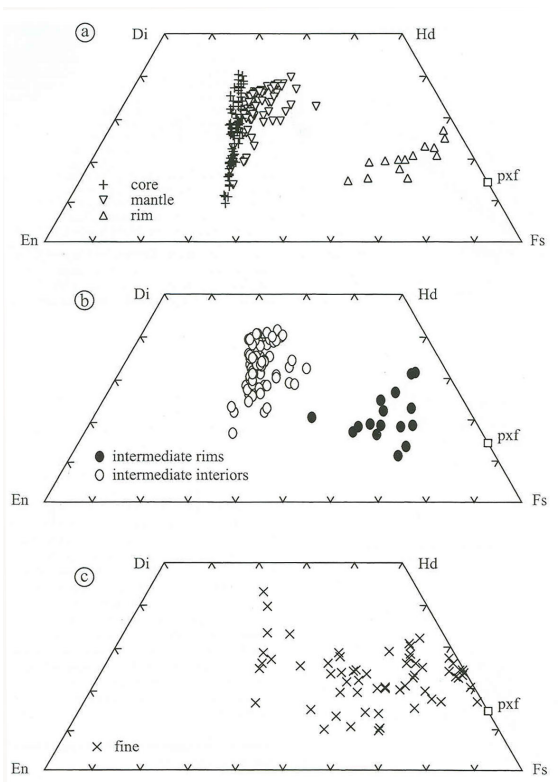 a
Di
Hd
core
mantle
rim
pxf
En
Fs
b
Di
Hd
intermediate rims
intermediate interiors
pxf
En
Fs
c
Di
Hd
fine
pxf
En
Fs